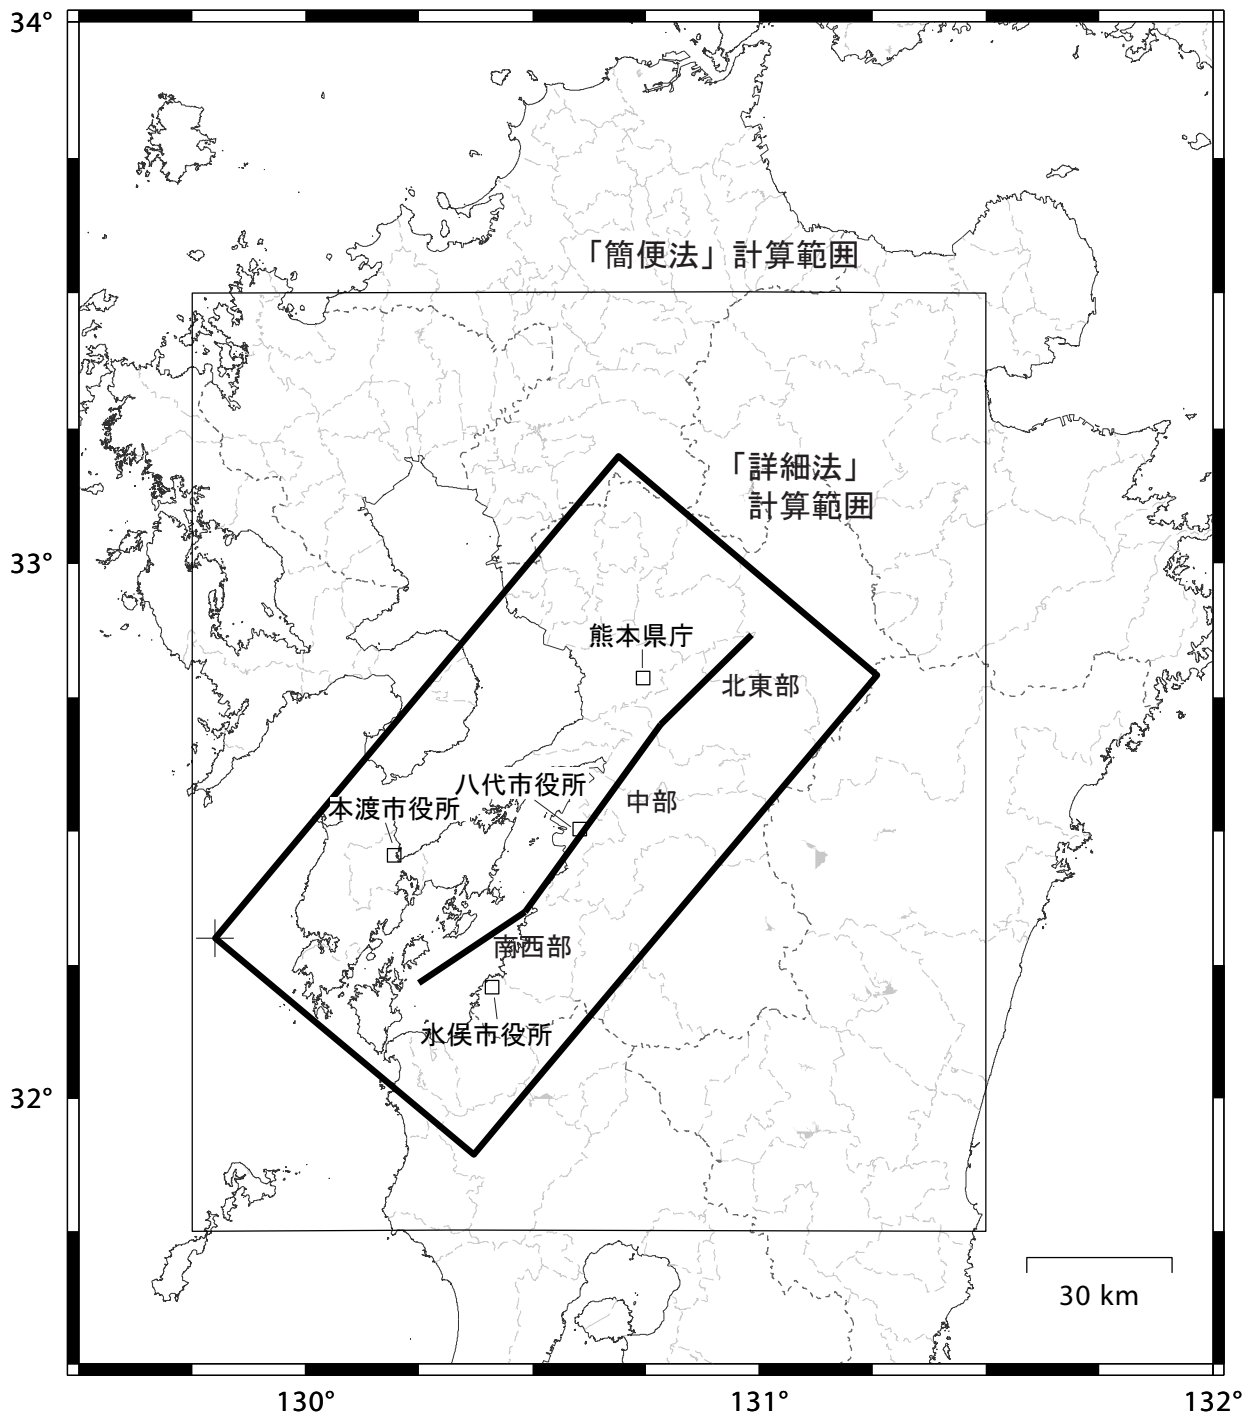 34°
「簡便法」計算範囲
「詳細法」
計算範囲
33°
熊本県庁
北東部
八代市役所
中部
本渡市役所
南西部
水俣市役所
32°
30 km
130°
131°
132°